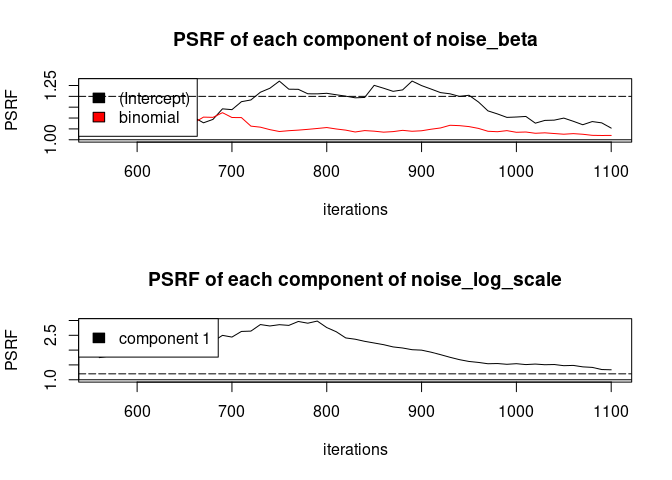 PSRF of each component of noise_beta
PSRF
1.25
1.00
(Intercept)
binomial
600 700 800 900 1000 1100
iterations
PSRF of each component of noise_log_scale
PSRF
2.5
1.0
component 1
600 700 800 900 1000 1100
iterations